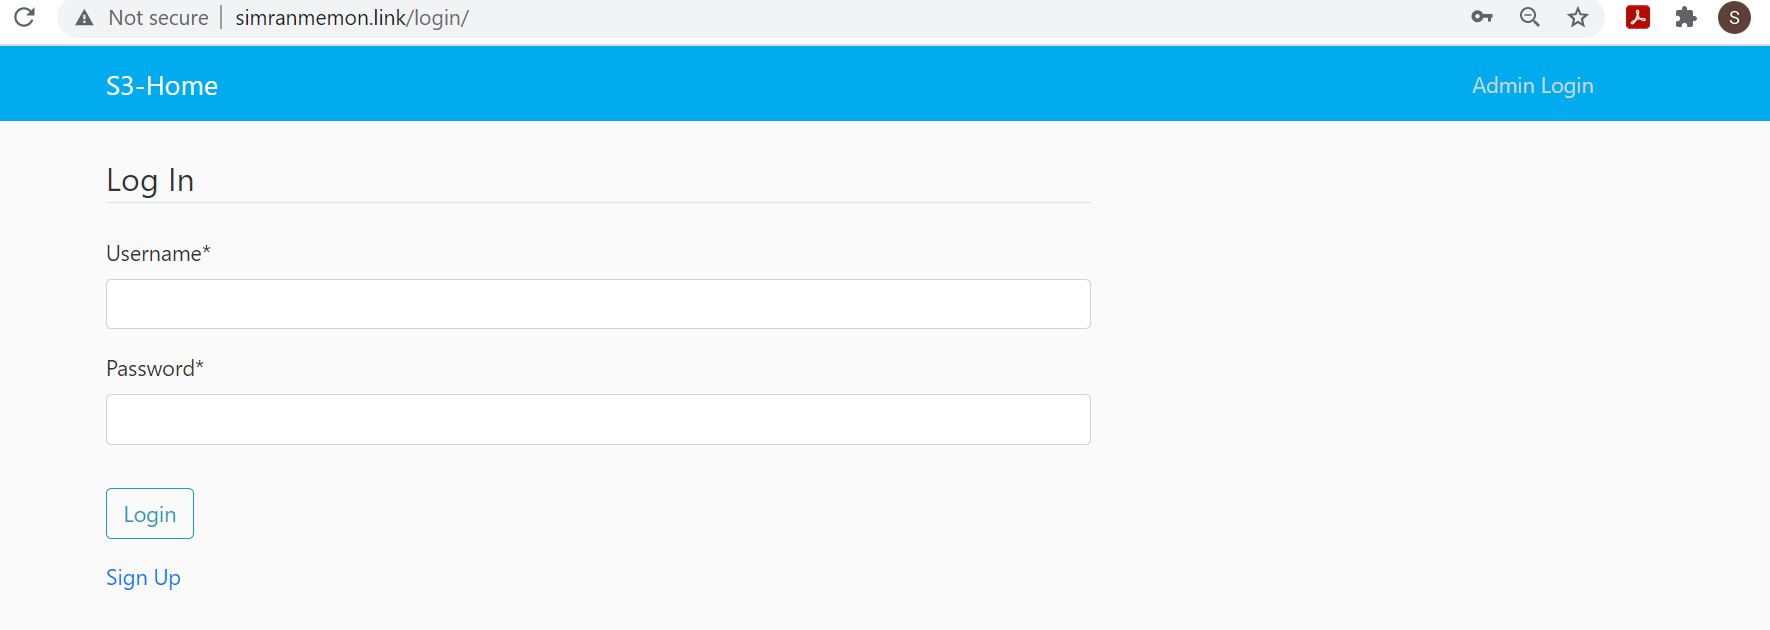 Not secure | simranmemon.link/login/
S
S3-Home
Admin Login
Log In
Username*
Password*
Login
Sign Up